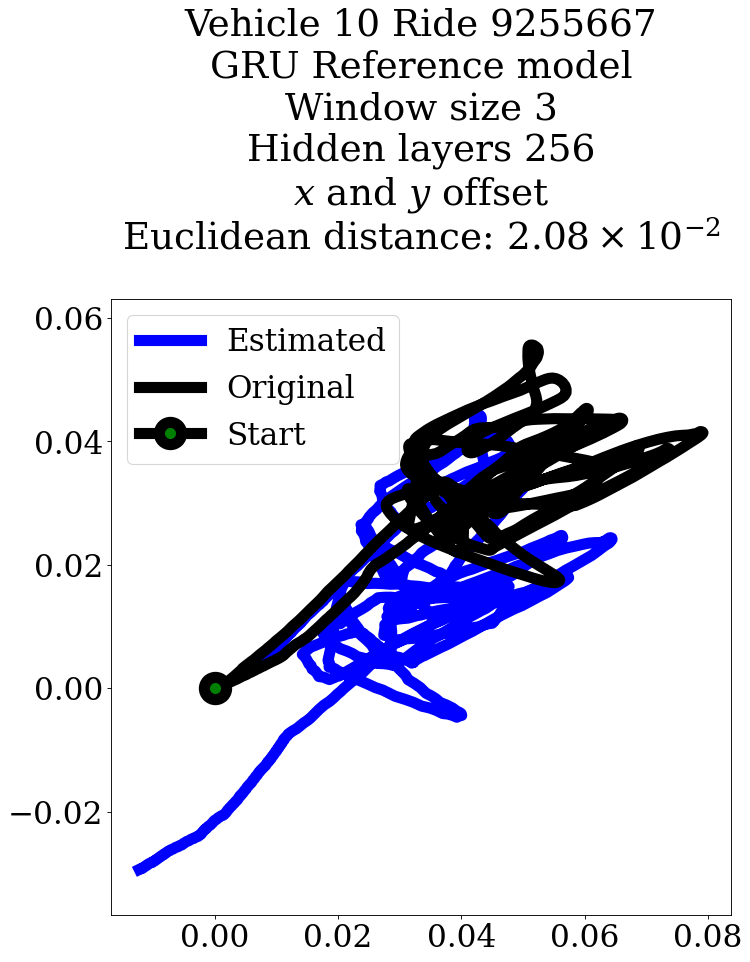 Vehicle 10 Ride 9255667
GRU Reference model
Window size 3
Hidden layers 256
x and y offset
Euclidean distance: 2.08 × 10⁻²
Estimated
Original
Start
0.06
0.04
0.02
0.00
−0.02
0.00 0.02 0.04 0.06 0.08